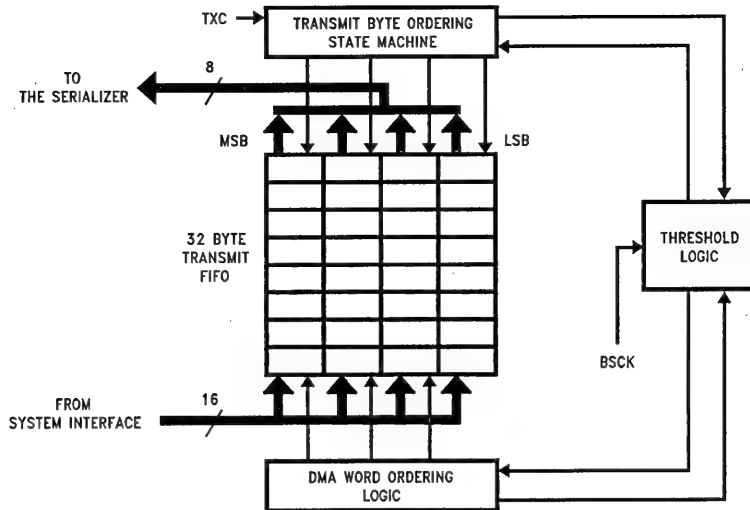 TXC
TRANSMIT BYTE ORDERING
STATE MACHINE
8
TO
THE SERIALIZER
MSB
LSB
32 BYTE
TRANSMIT
FIFO
THRESHOLD
LOGIC
BSCK
FROM
SYSTEM INTERFACE
16
DMA WORD ORDERING
LOGIC